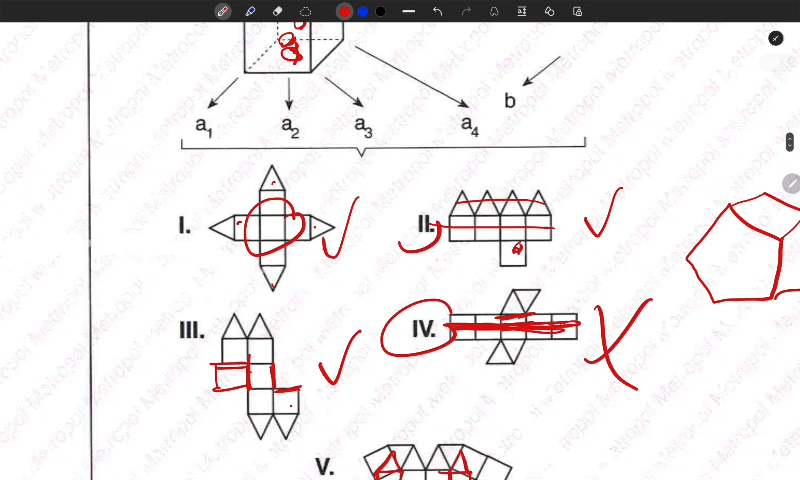 a₁ a₂ a₃ a₄ b
I. II.
III. IV.
V.